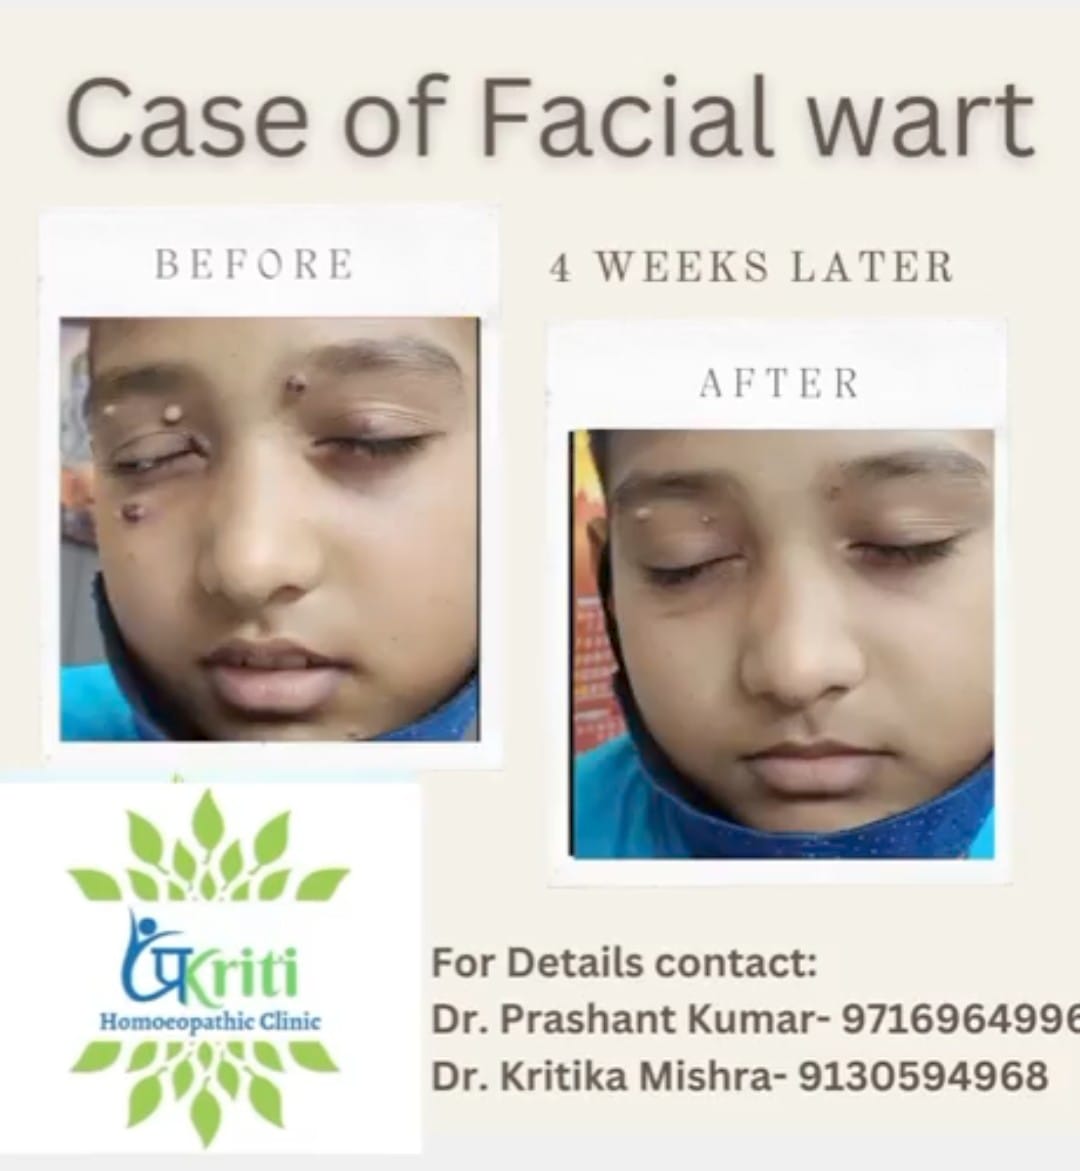 Case of Facial wart
BEFORE
4 WEEKS LATER
AFTER
प्रKriti
Homoeopathic Clinic
For Details contact:
Dr. Prashant Kumar- 9716964996
Dr. Kritika Mishra- 9130594968